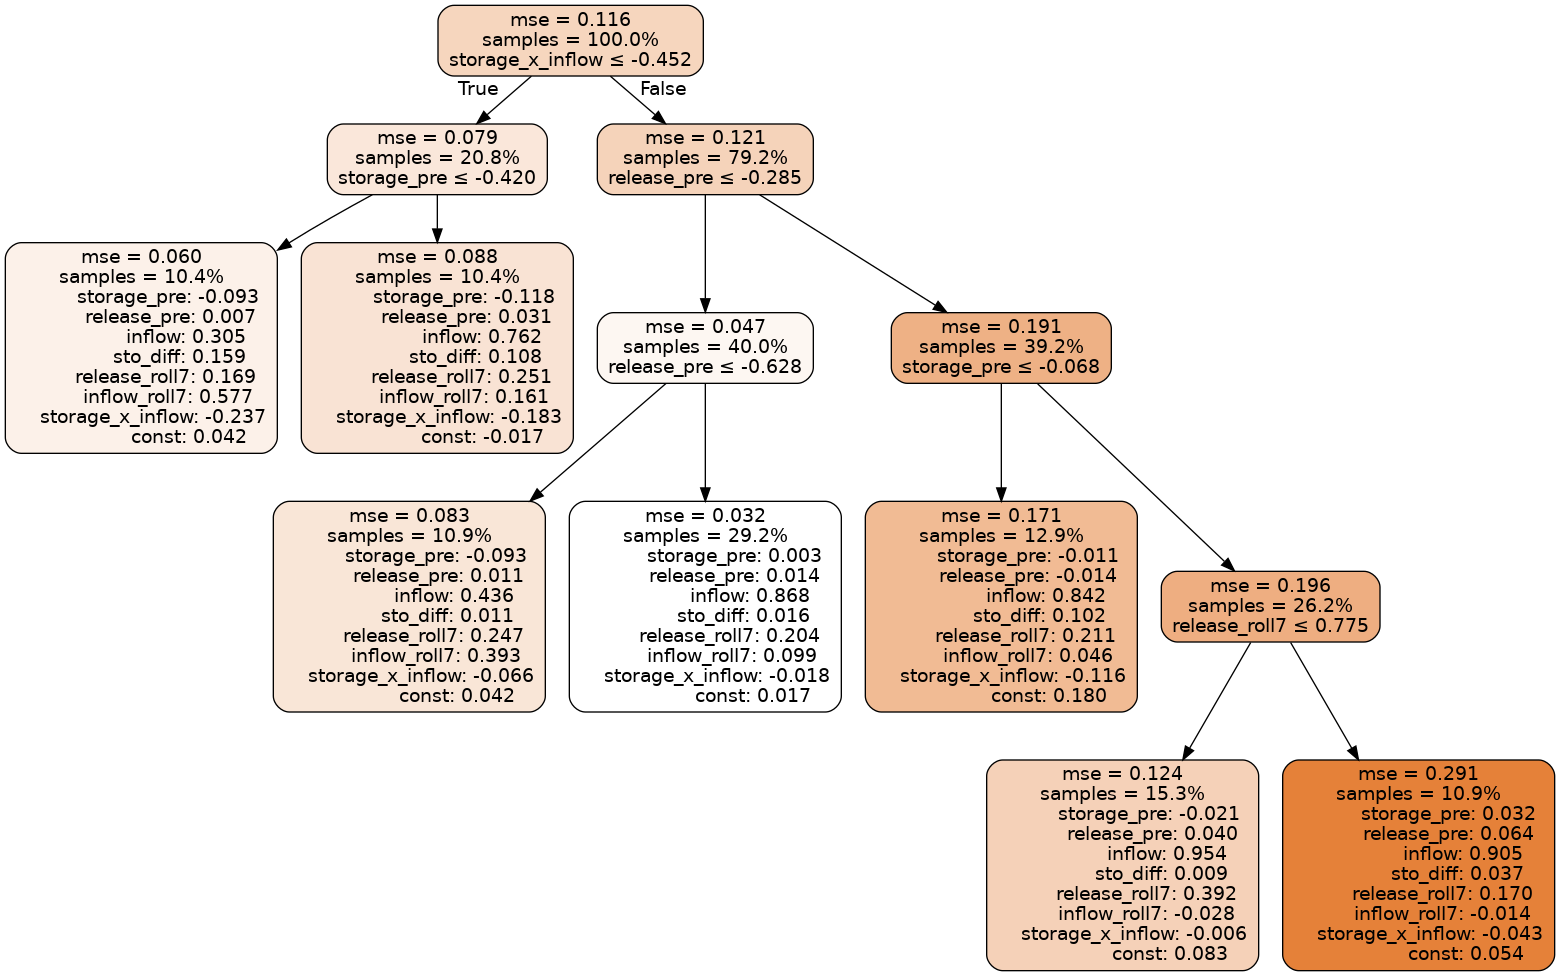 mse = 0.116
samples = 100.0%
storage_x_inflow ≤ -0.452
True
False
mse = 0.079
samples = 20.8%
storage_pre ≤ -0.420
mse = 0.121
samples = 79.2%
release_pre ≤ -0.285
mse = 0.060
samples = 10.4%
storage_pre: -0.093
release_pre: 0.007
inflow: 0.305
sto_diff: 0.159
release_roll7: 0.169
inflow_roll7: 0.577
storage_x_inflow: -0.237
const: 0.042
mse = 0.088
samples = 10.4%
storage_pre: -0.118
release_pre: 0.031
inflow: 0.762
sto_diff: 0.108
release_roll7: 0.251
inflow_roll7: 0.161
storage_x_inflow: -0.183
const: -0.017
mse = 0.047
samples = 40.0%
release_pre ≤ -0.628
mse = 0.191
samples = 39.2%
storage_pre ≤ -0.068
mse = 0.083
samples = 10.9%
storage_pre: -0.093
release_pre: 0.011
inflow: 0.436
sto_diff: 0.011
release_roll7: 0.247
inflow_roll7: 0.393
storage_x_inflow: -0.066
const: 0.042
mse = 0.032
samples = 29.2%
storage_pre: 0.003
release_pre: 0.014
inflow: 0.868
sto_diff: 0.016
release_roll7: 0.204
inflow_roll7: 0.099
storage_x_inflow: -0.018
const: 0.017
mse = 0.171
samples = 12.9%
storage_pre: -0.011
release_pre: -0.014
inflow: 0.842
sto_diff: 0.102
release_roll7: 0.211
inflow_roll7: 0.046
storage_x_inflow: -0.116
const: 0.180
mse = 0.196
samples = 26.2%
release_roll7 ≤ 0.775
mse = 0.124
samples = 15.3%
storage_pre: -0.021
release_pre: 0.040
inflow: 0.954
sto_diff: 0.009
release_roll7: 0.392
inflow_roll7: -0.028
storage_x_inflow: -0.006
const: 0.083
mse = 0.291
samples = 10.9%
storage_pre: 0.032
release_pre: 0.064
inflow: 0.905
sto_diff: 0.037
release_roll7: 0.170
inflow_roll7: -0.014
storage_x_inflow: -0.043
const: 0.054